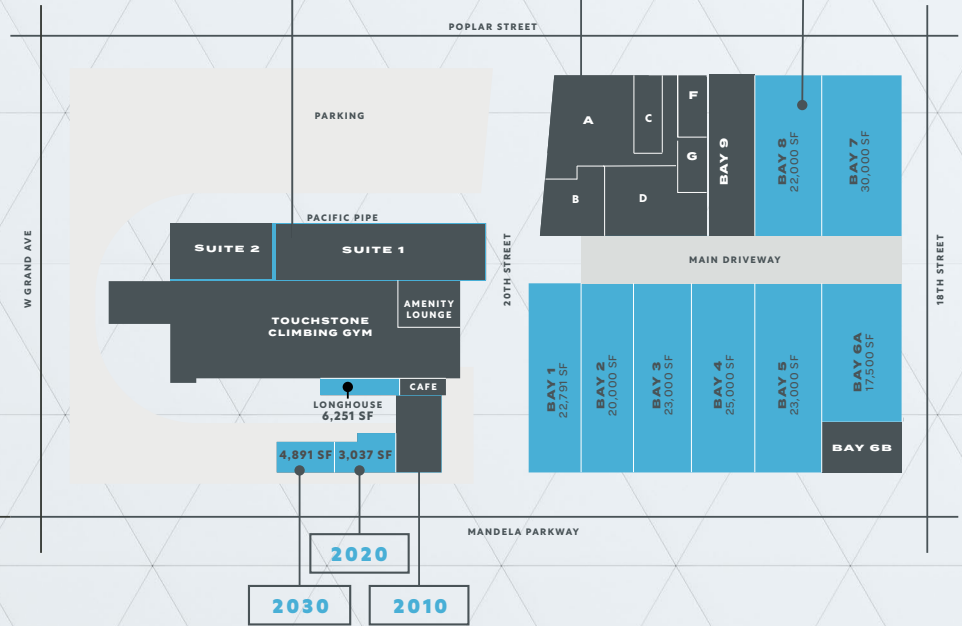 POPLAR STREET
PARKING
A
C
F
G
B
D
BAY 9
BAY 8
22,000 SF
BAY 7
30,000 SF
PACIFIC PIPE
SUITE 2
SUITE 1
W GRAND AVE
20TH STREET
MAIN DRIVEWAY
18TH STREET
AMENITY
LOUNGE
TOUCHSTONE
CLIMBING GYM
CAFE
LONGHOUSE
6,251 SF
BAY 1
22,791 SF
BAY 2
20,000 SF
BAY 3
23,000 SF
BAY 4
25,000 SF
BAY 5
23,000 SF
BAY 6A
17,500 SF
BAY 6B
4,891 SF
3,037 SF
MANDELA PARKWAY
2020
2030
2010